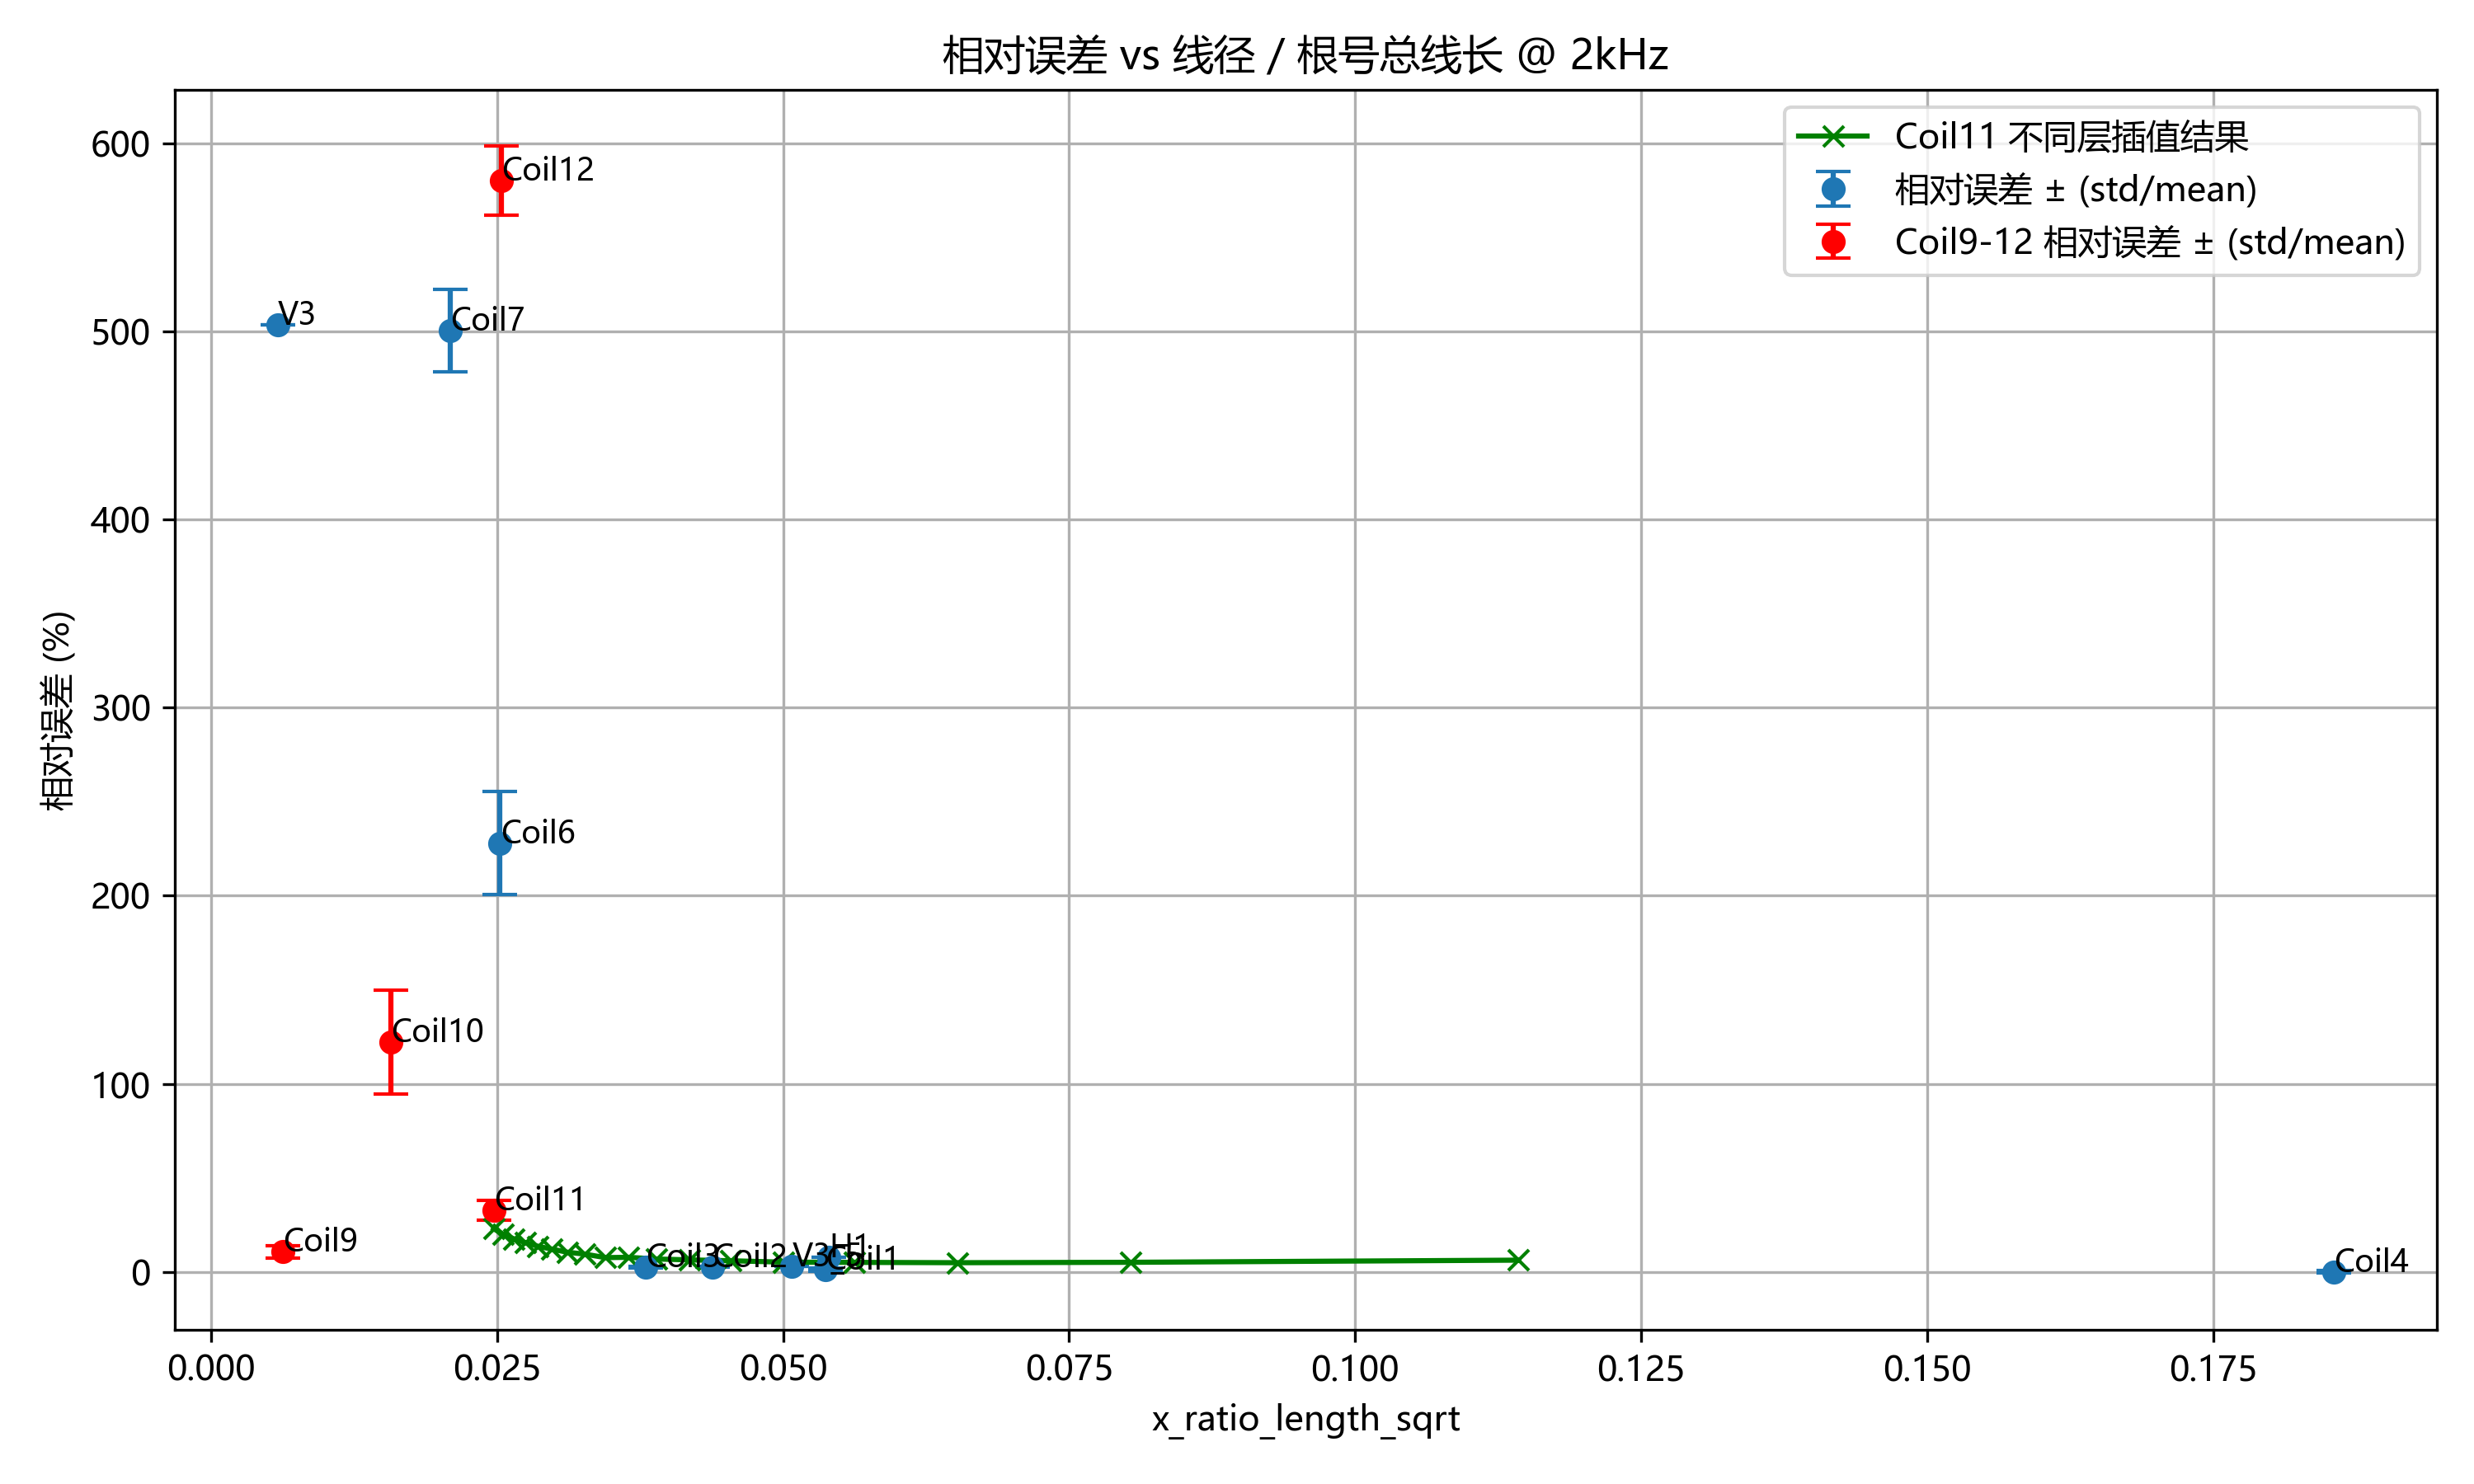 相对误差 vs 线径 / 根号总线长 @ 2kHz
Coil11 不同层插值结果
相对误差 ± (std/mean)
Coil9-12 相对误差 ± (std/mean)
相对误差 (%)
600
500
400
300
200
100
0
Coil12
V3
Coil7
Coil6
Coil10
Coil11
Coil9
Coil3
Coil2
H1
Coil1
Coil4
0.000
0.025
0.050
0.075
0.100
0.125
0.150
0.175
x_ratio_length_sqrt